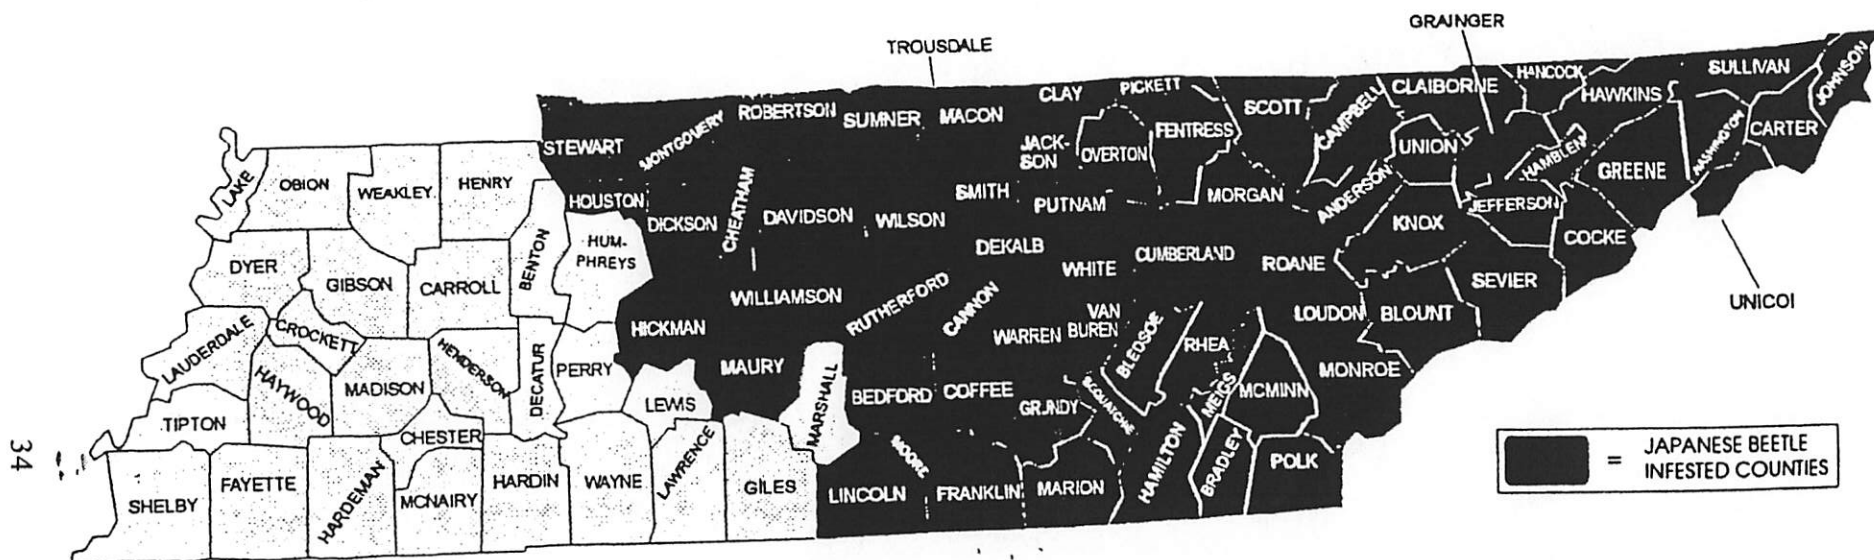 GRAINGER
TROUSDALE
SULLIVAN
JOHNSON
HANCOCK
CLAIBORNE
PICKETT
CLAY
SCOTT
CAMPBELL
HAWKINS
ROBERTSON
SUMNER
MACON
MONTGOUERY
STEWART
FENTRESS
JACK-
SON
OVERTON
UNION
HAMBLEN
GREENE
WASHINGTON
CARTER
LAKE
OBION
WEAKLEY
HENRY
HOUSTON
DICKSON
CHEATHAM
DAVIDSON
WILSON
SMITH
PUTNAM
MORGAN
ANDERSON
KNOX
JEFFERSON
COCKE
DYER
GIBSON
CARROLL
BENTON
HUM-
PHREYS
DEKALB
WHITE
CUMBERLAND
ROANE
SEVIER
UNICOI
WILLIAMSON
RUTHERFORD
CANNON
VAN
BUREN
WARREN
BLEDSOE
RHEA
LOUDON
BLOUNT
LAUDERDALE
CROCKETT
HAYWOOD
MADISON
HEMDERSON
DECATUR
PERRY
HICKMAN
MAURY
LEWIS
MARSHALL
BEDFORD
COFFEE
GRUNDY
SEQUATCHIE
MEIGS
MCMINN
MONROE
TIPTON
CHESTER
SHELBY
FAYETTE
HARDEMAN
MCNAIRY
HARDIN
WAYNE
LAWRENCE
GILES
LINCOLN
MOORE
FRANKLIN
MARION
HAMILTON
BRADLEY
POLK
= JAPANESE BEETLE
INFESTED COUNTIES
34